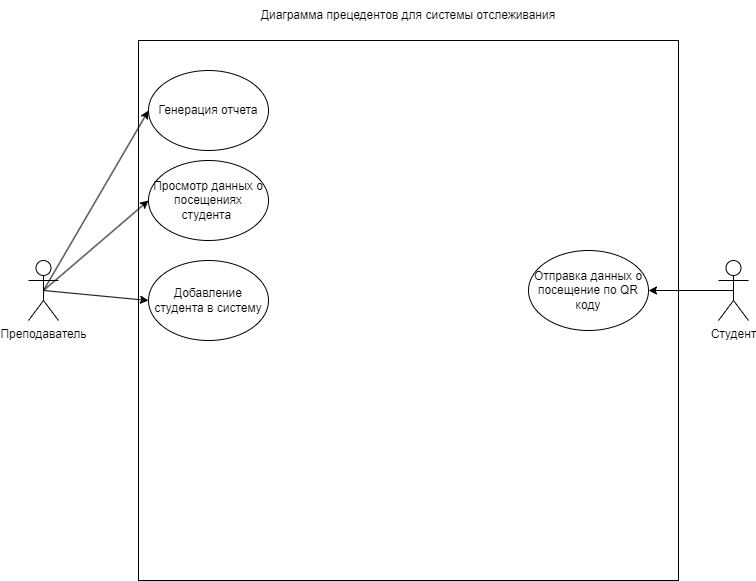 Диаграмма прецедентов для системы отслеживания
Генерация отчета
Просмотр данных о
посещениях
студента
Добавление
студента в систему
Отправка данных о
посещение по QR
коду
Преподаватель
Студент